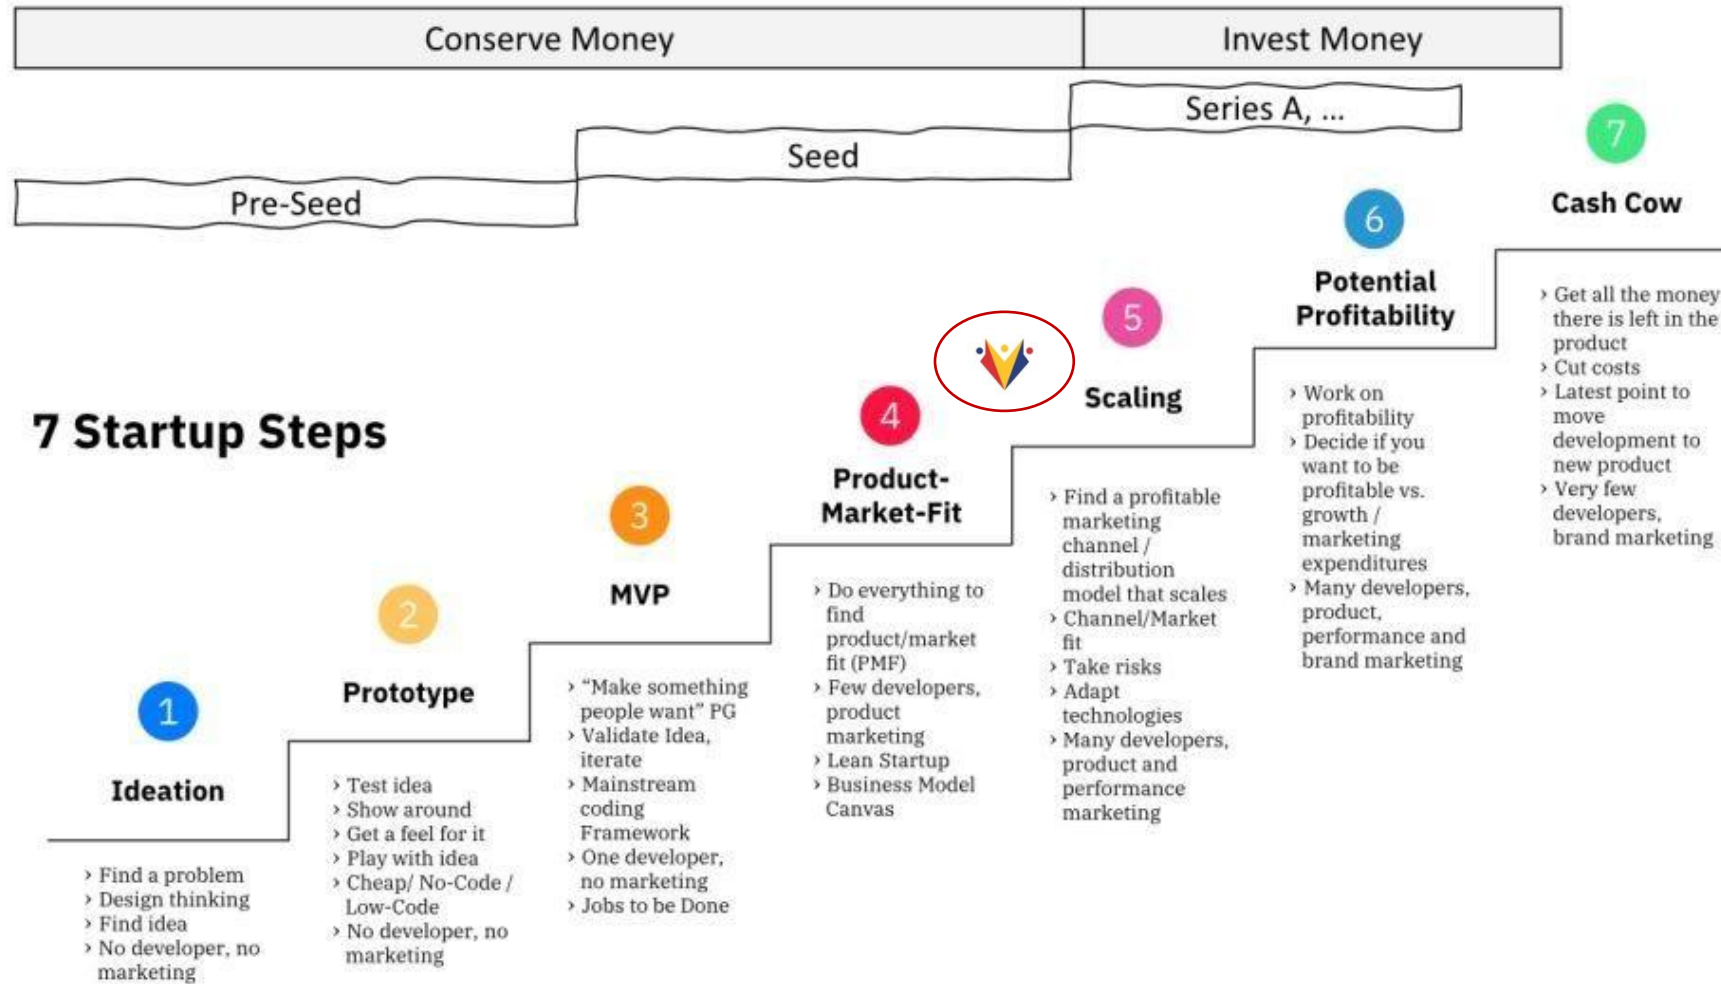 Conserve Money
Invest Money
Series A, ...
Seed
Pre-Seed
7 Startup Steps
1
Ideation
› Find a problem
› Design thinking
› Find idea
› No developer, no
marketing
2
Prototype
› Test idea
› Show around
› Get a feel for it
› Play with idea
› Cheap/ No-Code /
Low-Code
› No developer, no
marketing
3
MVP
› “Make something
people want” PG
› Validate Idea,
iterate
› Mainstream
coding
Framework
› One developer,
no marketing
› Jobs to be Done
4
Product-
Market-Fit
› Do everything to
find
product/market
fit (PMF)
› Few developers,
product
marketing
› Lean Startup
› Business Model
Canvas
5
Scaling
› Find a profitable
marketing
channel /
distribution
model that scales
› Channel/Market
fit
› Take risks
› Adapt
technologies
› Many developers,
product and
performance
marketing
6
Potential
Profitability
› Work on
profitability
› Decide if you
want to be
profitable vs.
growth /
marketing
expenditures
› Many developers,
product,
performance and
brand marketing
7
Cash Cow
› Get all the money
there is left in the
product
› Cut costs
› Latest point to
move
development to
new product
› Very few
developers,
brand marketing